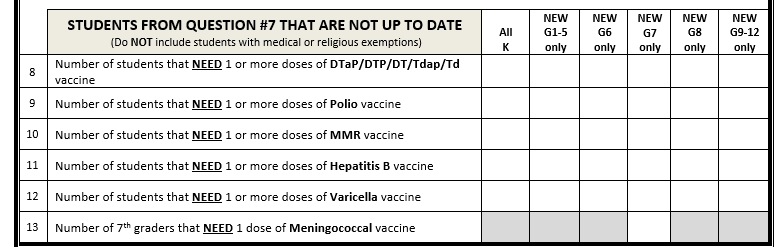 STUDENTS FROM QUESTION #7 THAT ARE NOT UP TO DATE
(Do NOT include students with medical or religious exemptions)
All
K
NEW
G1-5
only
NEW
G6
only
NEW
G7
only
NEW
G8
only
NEW
G9-12
only
8 Number of students that NEED 1 or more doses of DTaP/DTP/DT/Tdap/Td
vaccine
9 Number of students that NEED 1 or more doses of Polio vaccine
10 Number of students that NEED 1 or more doses of MMR vaccine
11 Number of students that NEED 1 or more doses of Hepatitis B vaccine
12 Number of students that NEED 1 or more doses of Varicella vaccine
13 Number of 7th graders that NEED 1 dose of Meningococcal vaccine